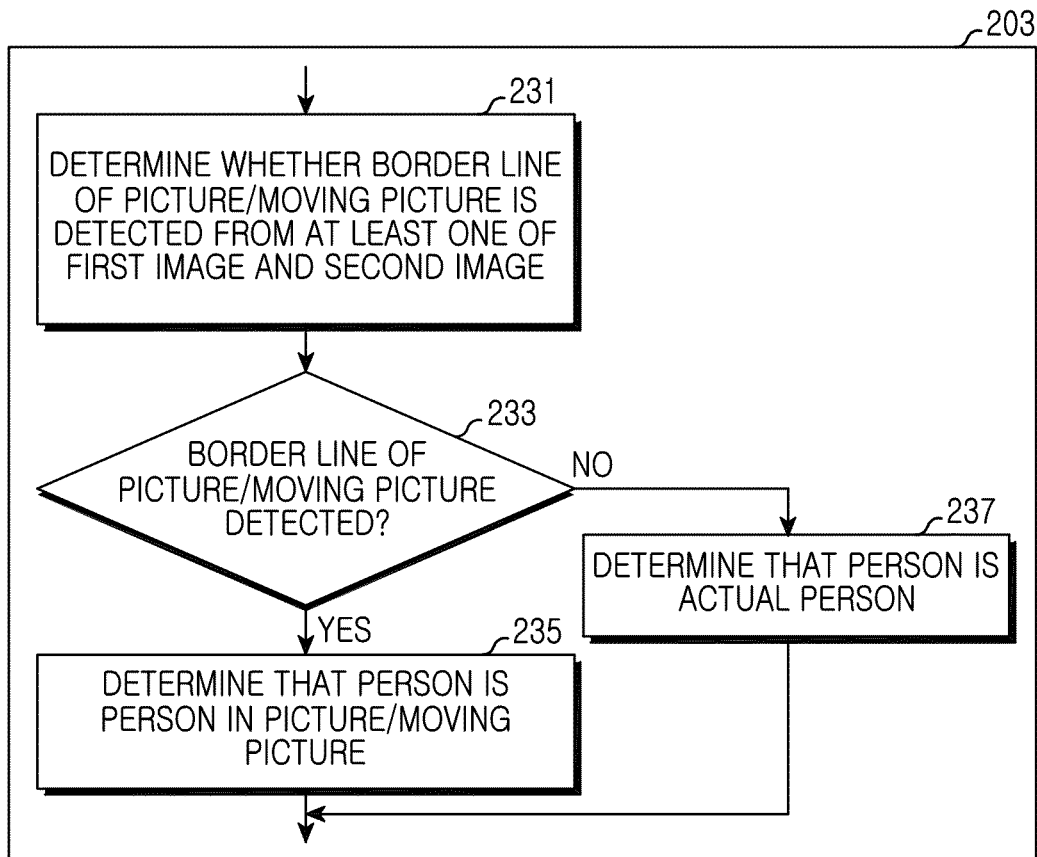 203
231
DETERMINE WHETHER BORDER LINE
OF PICTURE/MOVING PICTURE IS
DETECTED FROM AT LEAST ONE OF
FIRST IMAGE AND SECOND IMAGE
233
BORDER LINE OF
PICTURE/MOVING PICTURE
DETECTED?
NO
237
DETERMINE THAT PERSON IS
ACTUAL PERSON
YES
235
DETERMINE THAT PERSON IS
PERSON IN PICTURE/MOVING
PICTURE